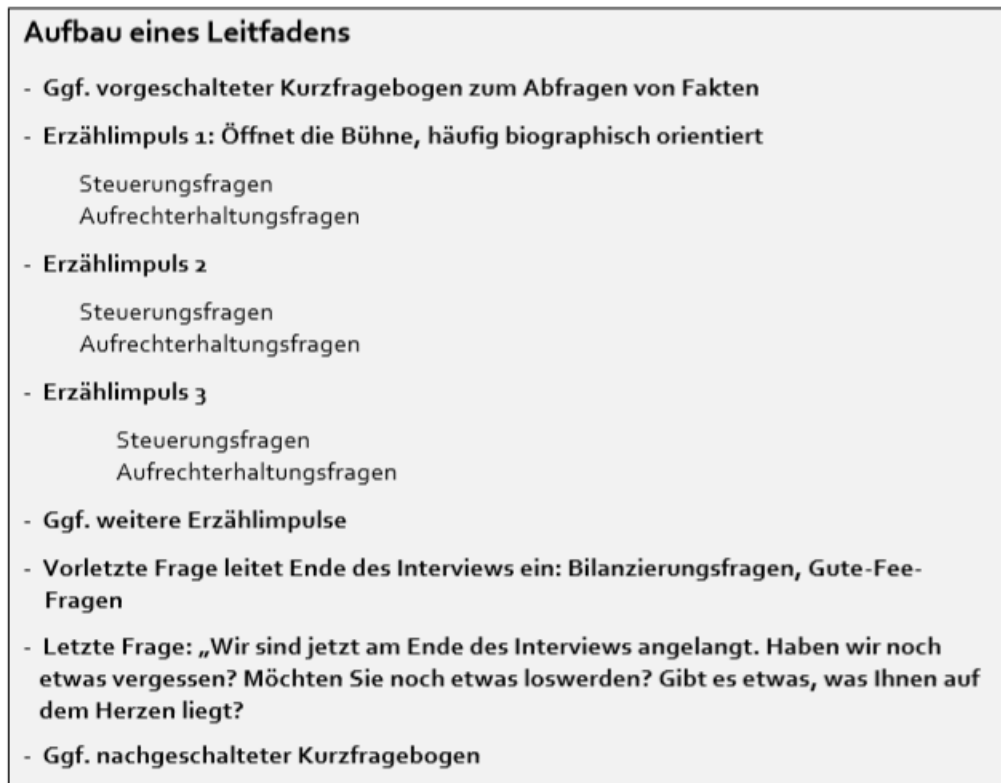 Aufbau eines Leitfadens
- Ggf. vorgeschalteter Kurzfragebogen zum Abfragen von Fakten
- Erzählimpuls 1: Öffnet die Bühne, häufig biographisch orientiert
Steuerungsfragen
Aufrechterhaltungsfragen
- Erzählimpuls 2
Steuerungsfragen
Aufrechterhaltungsfragen
- Erzählimpuls 3
Steuerungsfragen
Aufrechterhaltungsfragen
- Ggf. weitere Erzählimpulse
- Vorletzte Frage leitet Ende des Interviews ein: Bilanzierungsfragen, Gute-Fee-
Fragen
- Letzte Frage: „Wir sind jetzt am Ende des Interviews angelangt. Haben wir noch
etwas vergessen? Möchten Sie noch etwas loswerden? Gibt es etwas, was Ihnen auf
dem Herzen liegt?
- Ggf. nachgeschalteter Kurzfragebogen